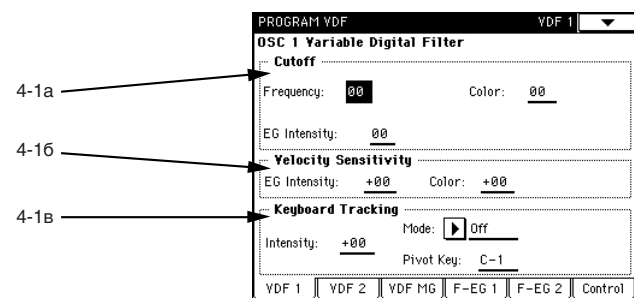 PROGRAM VDF VDF 1
OSC 1 Variable Digital Filter
Cutoff
4-1а
Frequency: 00 Color: 00
EG Intensity: 00
4-1б
Velocity Sensitivity
EG Intensity: +00 Color: +00
4-1в
Keyboard Tracking
Mode: Off
Intensity: +00
Pivot Key: C-1
VDF 1 VDF 2 VDF MG F-EG 1 F-EG 2 Control